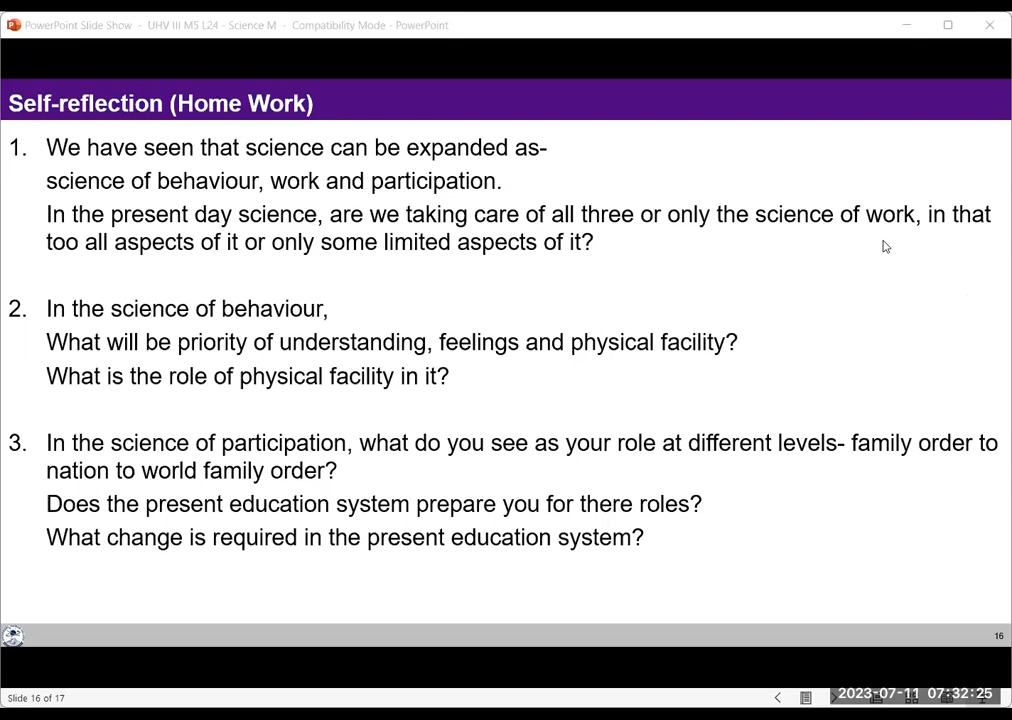 PowerPoint Slide Show - UHV III M5 L24 - Science M - Compatibility Mode - PowerPoint
Self-reflection (Home Work)
1. We have seen that science can be expanded as-
science of behaviour, work and participation.
In the present day science, are we taking care of all three or only the science of work, in that
too all aspects of it or only some limited aspects of it?
2. In the science of behaviour,
What will be priority of understanding, feelings and physical facility?
What is the role of physical facility in it?
3. In the science of participation, what do you see as your role at different levels- family order to
nation to world family order?
Does the present education system prepare you for there roles?
What change is required in the present education system?
16
Slide 16 of 17
2023-07-11 07:32:25